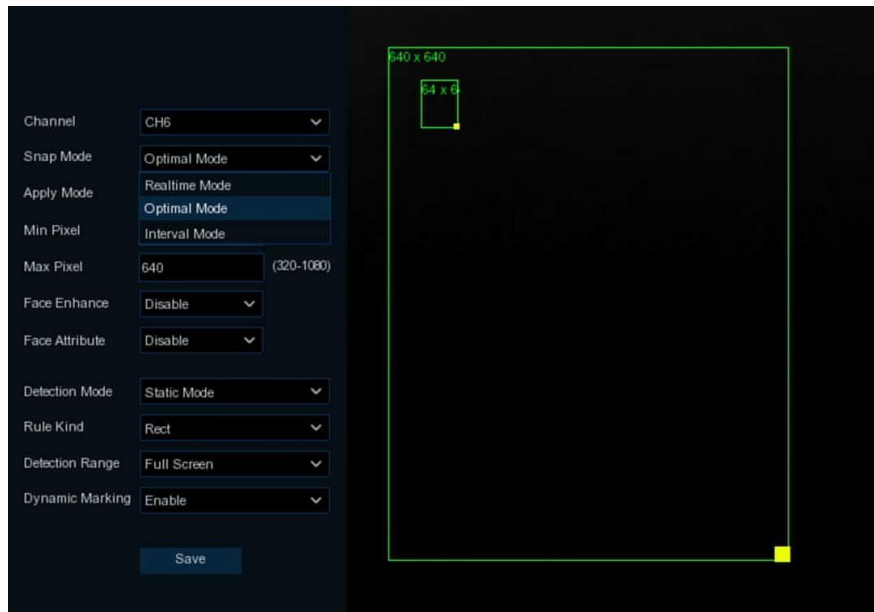 640 x 640
64 x 6
Channel CH6
Snap Mode Optimal Mode
Realtime Mode
Apply Mode
Optimal Mode
Min Pixel Interval Mode
Max Pixel 640 (320-1080)
Face Enhance Disable
Face Attribute Disable
Detection Mode Static Mode
Rule Kind Rect
Detection Range Full Screen
Dynamic Marking Enable
Save